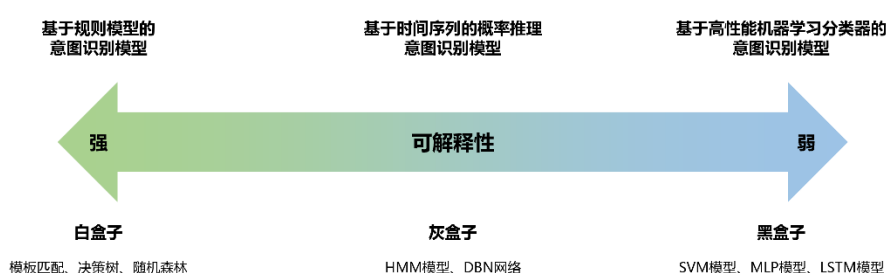 基于规则模型的
意图识别模型
基于时间序列的概率推理
意图识别模型
基于高性能机器学习分类器的
意图识别模型
强
可解释性
弱
白盒子
灰盒子
黑盒子
模板匹配、决策树、随机森林
HMM模型、DBN网络
SVM模型、MLP模型、LSTM模型